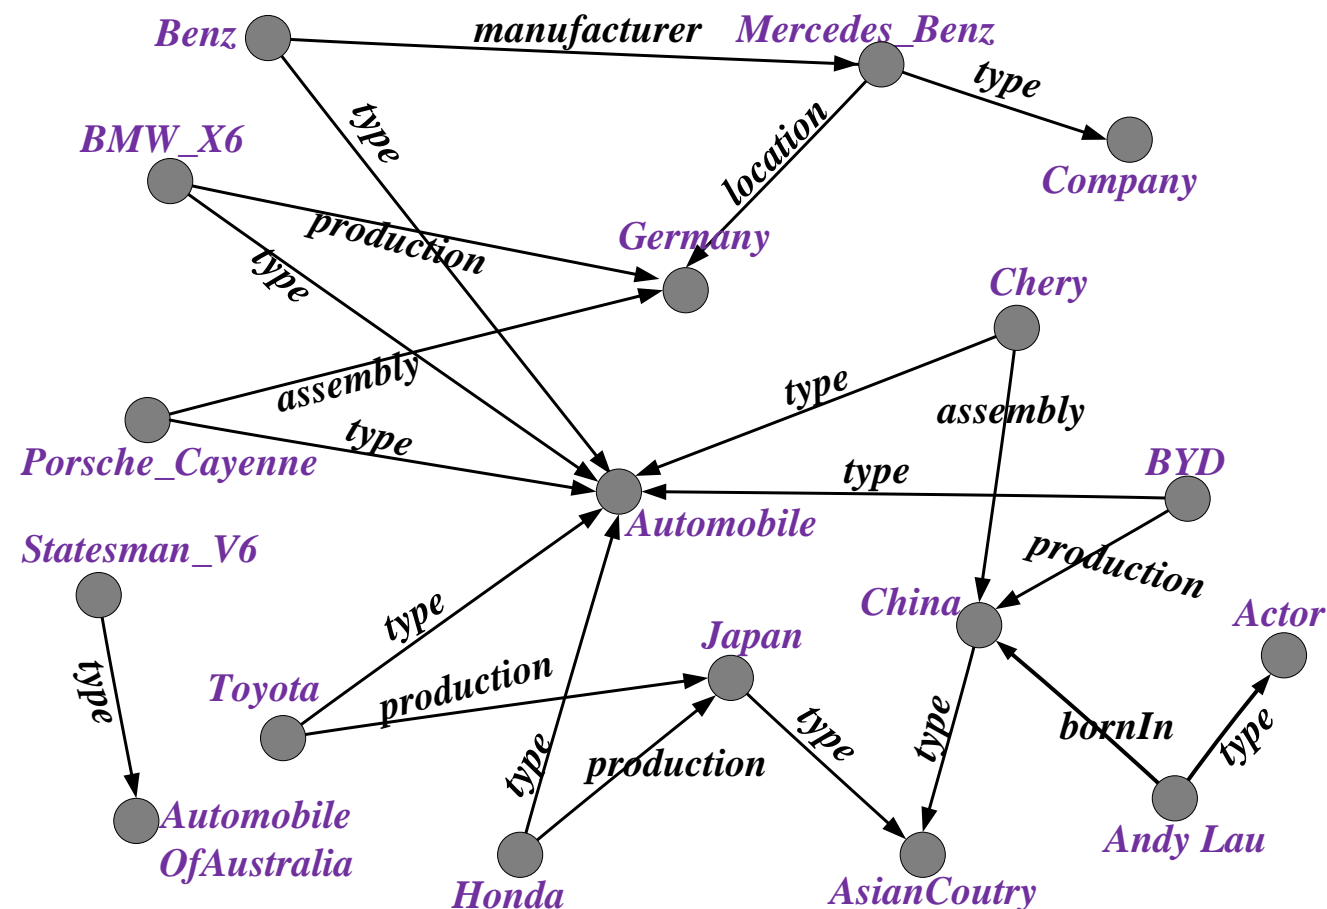 Benz
manufacturer
Mercedes_Benz
type
type
BMW_X6
location
Company
production
Germany
type
Chery
assembly
type
assembly
type
Porsche_Cayenne
type
BYD
Automobile
Statesman_V6
production
type
China
Actor
Japan
type
Toyota
production
type
type
bornIn
type
type
production
Automobile
OfAustralia
Andy Lau
Honda
AsianCoutry